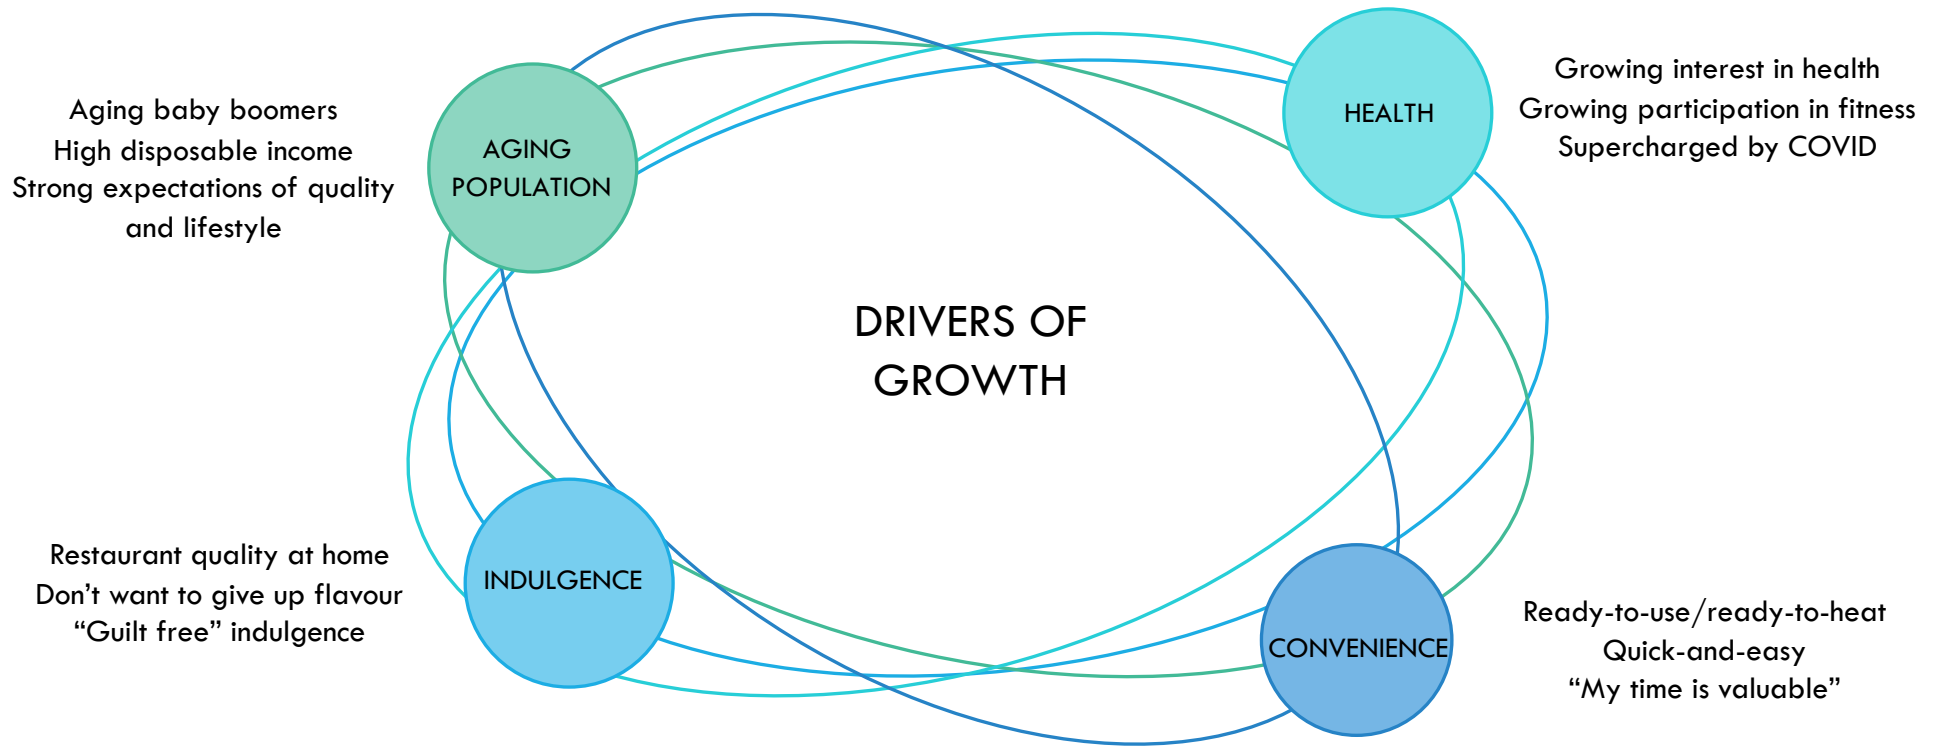 Aging baby boomers
High disposable income
Strong expectations of quality
and lifestyle
AGING
POPULATION
HEALTH
Growing interest in health
Growing participation in fitness
Supercharged by COVID
DRIVERS OF
GROWTH
Restaurant quality at home
Don’t want to give up flavour
“Guilt free” indulgence
INDULGENCE
CONVENIENCE
Ready-to-use/ready-to-heat
Quick-and-easy
“My time is valuable”